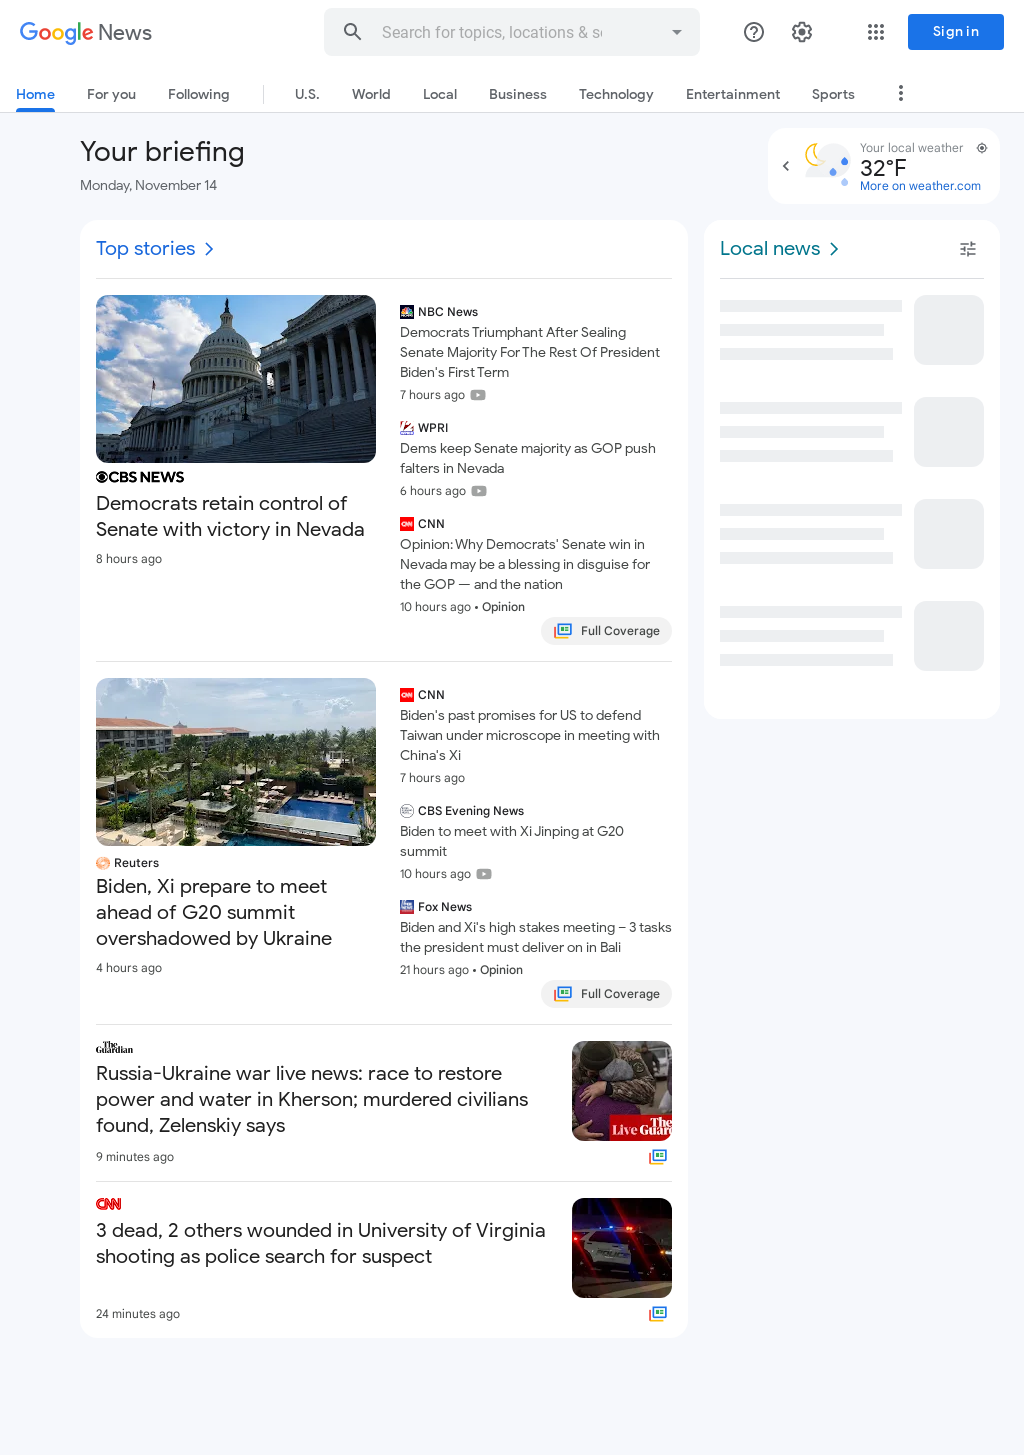 Google News
Search for topics, locations & so
Sign in
Home
For you
Following
U.S.
World
Local
Business
Technology
Entertainment
Sports
Your briefing
Monday, November 14
Your local weather
32°F
More on weather.com
Top stories
CBS NEWS
Democrats retain control of
Senate with victory in Nevada
8 hours ago
NBC News
Democrats Triumphant After Sealing
Senate Majority For The Rest Of President
Biden's First Term
7 hours ago
WPRI
Dems keep Senate majority as GOP push
falters in Nevada
6 hours ago
CNN
Opinion: Why Democrats' Senate win in
Nevada may be a blessing in disguise for
the GOP — and the nation
10 hours ago • Opinion
Full Coverage
Reuters
Biden, Xi prepare to meet
ahead of G20 summit
overshadowed by Ukraine
4 hours ago
CNN
Biden's past promises for US to defend
Taiwan under microscope in meeting with
China's Xi
7 hours ago
CBS Evening News
Biden to meet with Xi Jinping at G20
summit
10 hours ago
Fox News
Biden and Xi's high stakes meeting – 3 tasks
the president must deliver on in Bali
21 hours ago • Opinion
Full Coverage
The
Guardian
Russia-Ukraine war live news: race to restore
power and water in Kherson; murdered civilians
found, Zelenskiy says
9 minutes ago
The
Live Guar
CNN
3 dead, 2 others wounded in University of Virginia
shooting as police search for suspect
24 minutes ago
Local news